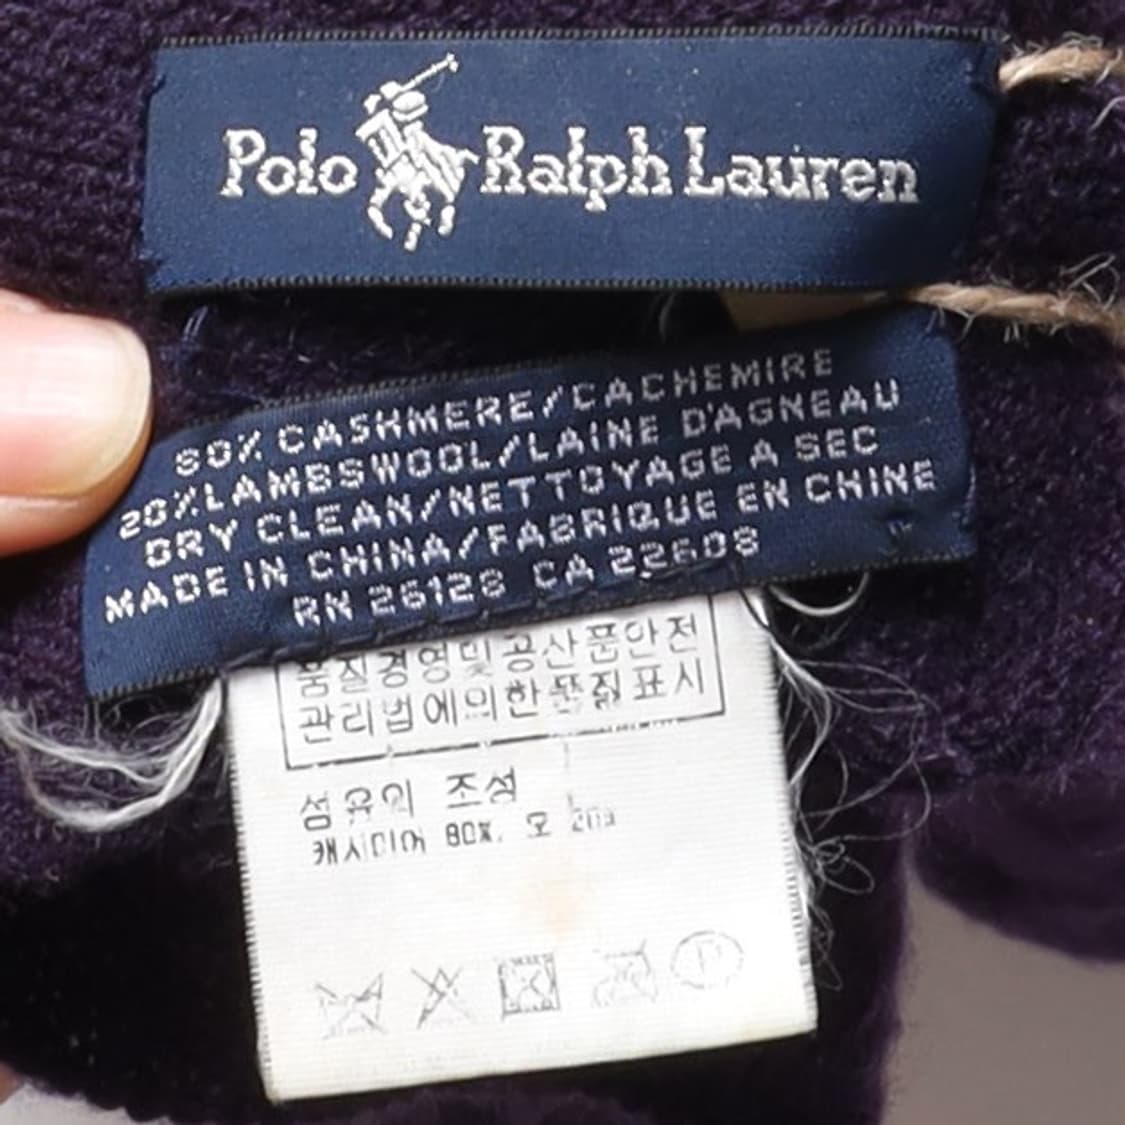 Polo Ralph Lauren
80% CASHMERE/CACHEMIRE
20%LAMBSWOOL/LAINE D'AGNEAU
DRY CLEAN/NETTOYAGE A SEC
MADE IN CHINA/FABRIQUE EN CHINE
RN 26128 CA 22608
품질경영및공산품안전
관리법에의한품질표시
섬유의 조성
캐시미어 80%, 모 20%